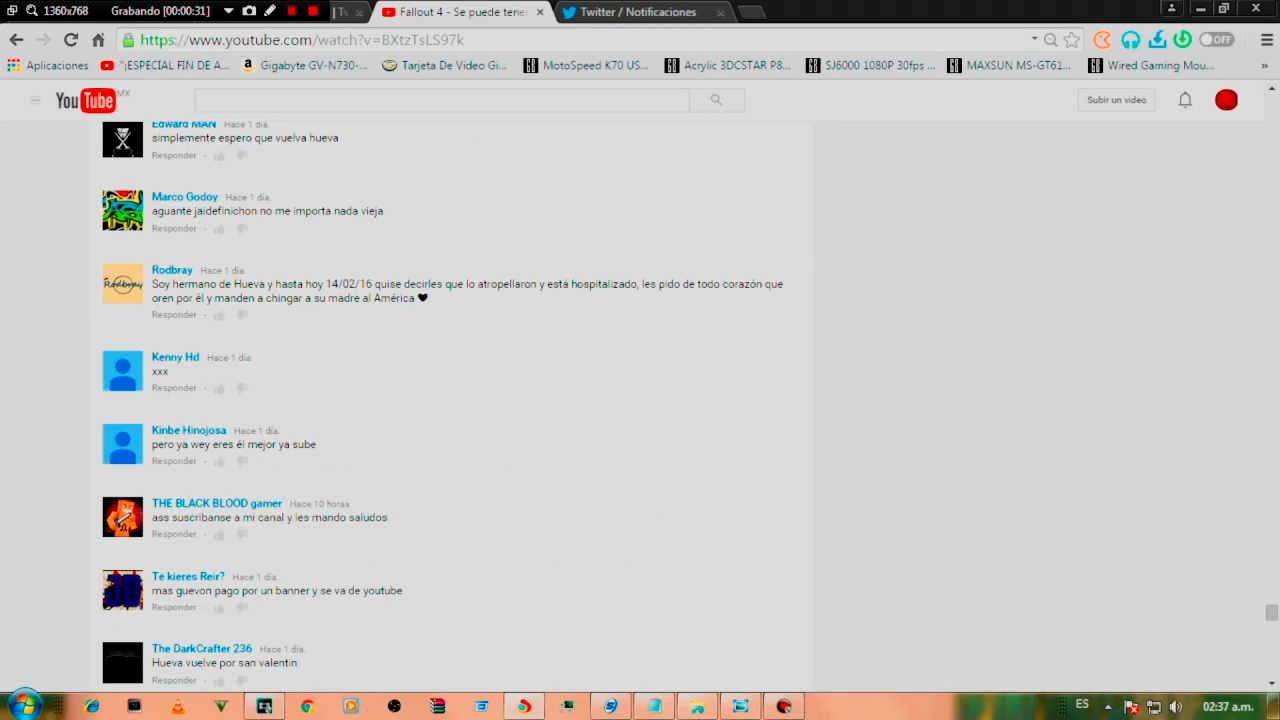 1360x768 Grabando [00:00:31]
Fallout 4 - Se puede tener
Twitter / Notificaciones
https://www.youtube.com/watch?v=BXtzTsLS97k
OFF
Aplicaciones "¡ESPECIAL FIN DE A... Gigabyte GV-N730-... Tarjeta De Video Gi... MotoSpeed K70 US... Acrylic 3DCSTAR P8... SJ6000 1080P 30fps ... MAXSUN MS-GT61... Wired Gaming Mou... »
YouTube MX
Subir un video
Edward MAN Hace 1 día.
simplemente espero que vuelva hueva
Responder
Marco Godoy Hace 1 día.
aguante jaidefinichon no me importa nada vieja
Responder
Rodbray
Rodbray Hace 1 día.
Soy hermano de Hueva y hasta hoy 14/02/16 quise decirles que lo atropellaron y está hospitalizado, les pido de todo corazón que
oren por él y manden a chingar a su madre al América ♥
Responder
Kenny Hd Hace 1 día.
xxx
Responder
Kinbe Hinojosa Hace 1 día.
pero ya wey eres él mejor ya sube
Responder
THE BLACK BLOOD gamer Hace 10 horas.
ass suscribanse a mi canal y les mando saludos
Responder
10
Te kieres Reir? Hace 1 día.
mas guevon pago por un banner y se va de youtube
Responder
The DarkCrafter 236 Hace 1 día.
Hueva vuelve por san valentin
Responder
ES 02:37 a.m.